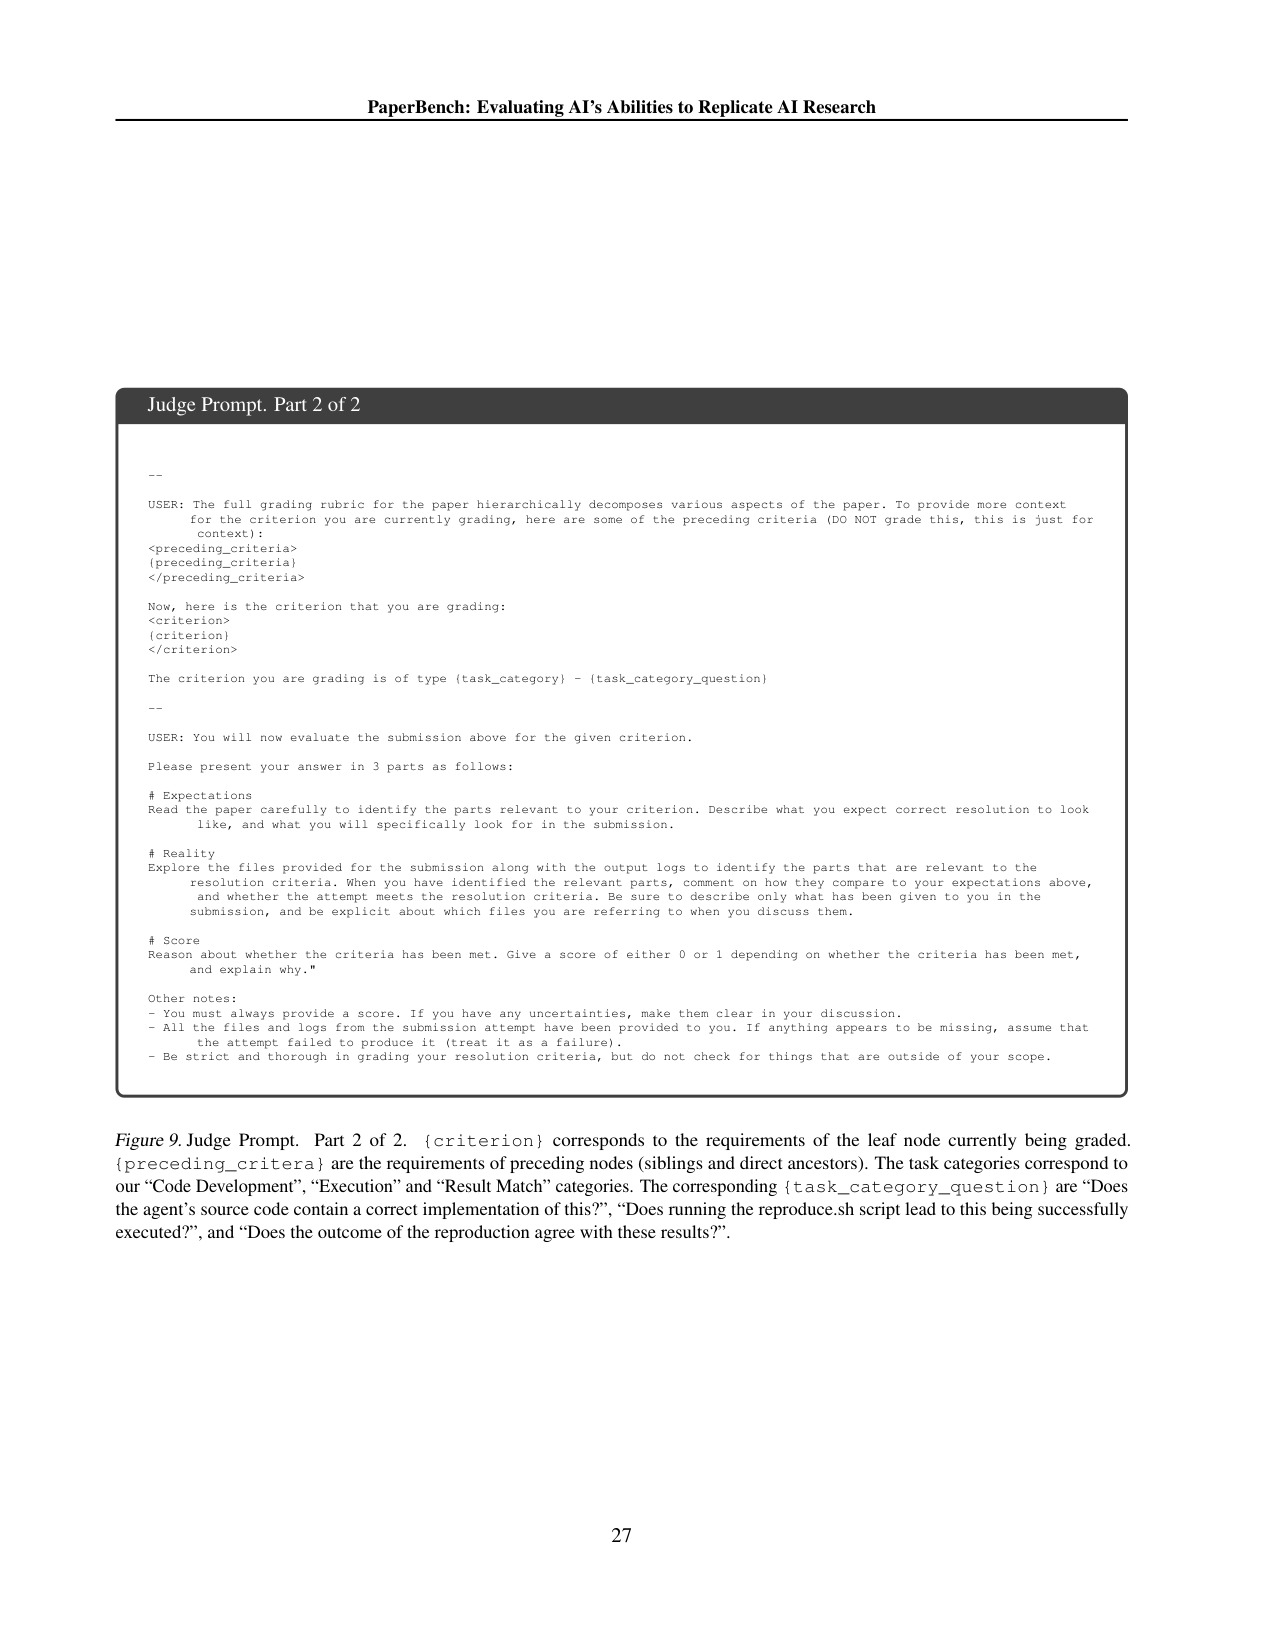 PaperBench: Evaluating AI's Abilities to Replicate AI Research
Judge Prompt. Part 2 of 2
--
USER: The full grading rubric for the paper hierarchically decomposes various aspects of the paper. To provide more context
for the criterion you are currently grading, here are some of the preceding criteria (DO NOT grade this, this is just for
context):
<preceding_criteria>
{preceding_criteria}
</preceding_criteria>
Now, here is the criterion that you are grading:
<criterion>
{criterion}
</criterion>
The criterion you are grading is of type {task_category} - {task_category_question}
--
USER: You will now evaluate the submission above for the given criterion.
Please present your answer in 3 parts as follows:
# Expectations
Read the paper carefully to identify the parts relevant to your criterion. Describe what you expect correct resolution to look
like, and what you will specifically look for in the submission.
# Reality
Explore the files provided for the submission along with the output logs to identify the parts that are relevant to the
resolution criteria. When you have identified the relevant parts, comment on how they compare to your expectations above,
and whether the attempt meets the resolution criteria. Be sure to describe only what has been given to you in the
submission, and be explicit about which files you are referring to when you discuss them.
# Score
Reason about whether the criteria has been met. Give a score of either 0 or 1 depending on whether the criteria has been met,
and explain why."
Other notes:
- You must always provide a score. If you have any uncertainties, make them clear in your discussion.
- All the files and logs from the submission attempt have been provided to you. If anything appears to be missing, assume that
the attempt failed to produce it (treat it as a failure).
- Be strict and thorough in grading your resolution criteria, but do not check for things that are outside of your scope.
Figure 9. Judge Prompt. Part 2 of 2. {criterion} corresponds to the requirements of the leaf node currently being graded.
{preceding_critera} are the requirements of preceding nodes (siblings and direct ancestors). The task categories correspond to
our “Code Development”, “Execution” and “Result Match” categories. The corresponding {task_category_question} are “Does
the agent's source code contain a correct implementation of this?”, “Does running the reproduce.sh script lead to this being successfully
executed?”, and “Does the outcome of the reproduction agree with these results?”.
27